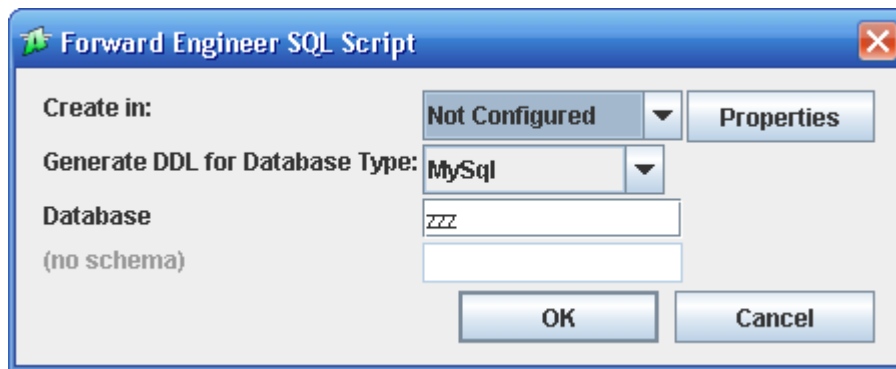 Forward Engineer SQL Script
Create in: Not Configured Properties
Generate DDL for Database Type: MySql
Database zzz
(no schema)
OK Cancel